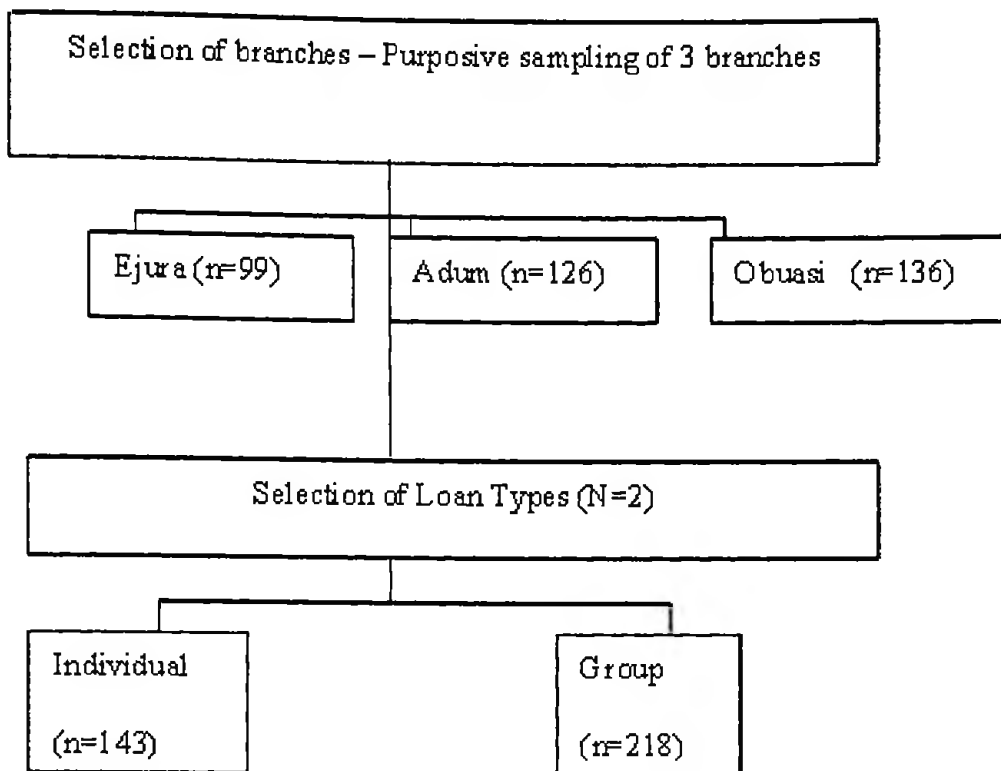 Selection of branches – Purposive sampling of 3 branches
Ejura (n=99)
Adum (n=126)
Obuasi (n=136)
Selection of Loan Types (N=2)
Individual
(n=143)
Group
(n=218)